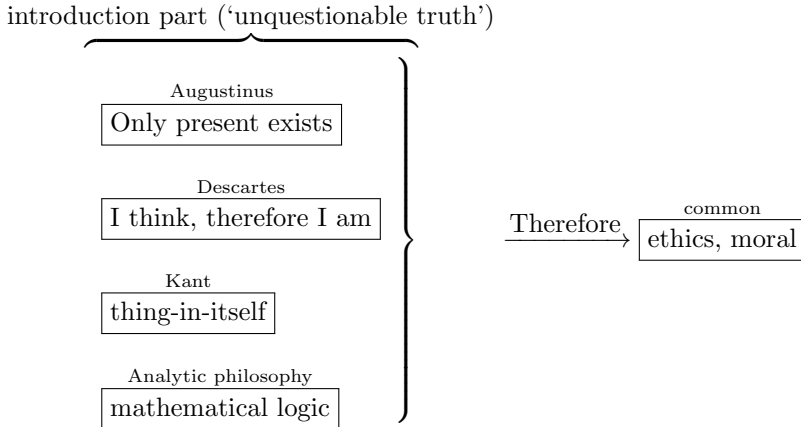 introduction part (‘unquestionable truth’)
Augustinus
Only present exists
Descartes
I think, therefore I am
Kant
thing-in-itself
Analytic philosophy
mathematical logic
Therefore
common
ethics, moral